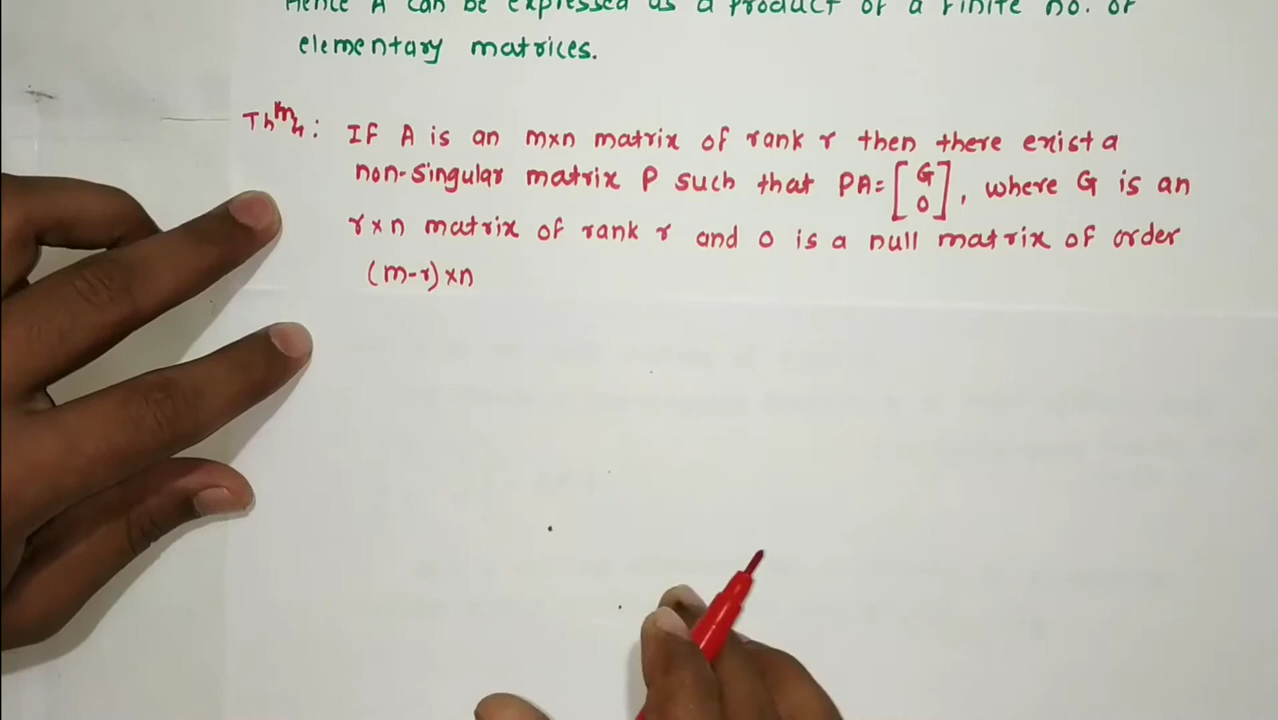 Hence A can be expressed as a product of a finite no. of
elementary matrices.
Thm: If A is an m×n matrix of rank r then there exist a
non-singular matrix P such that PA=[G
0], where G is an
r×n matrix of rank r and 0 is a null matrix of order
(m-r)×n